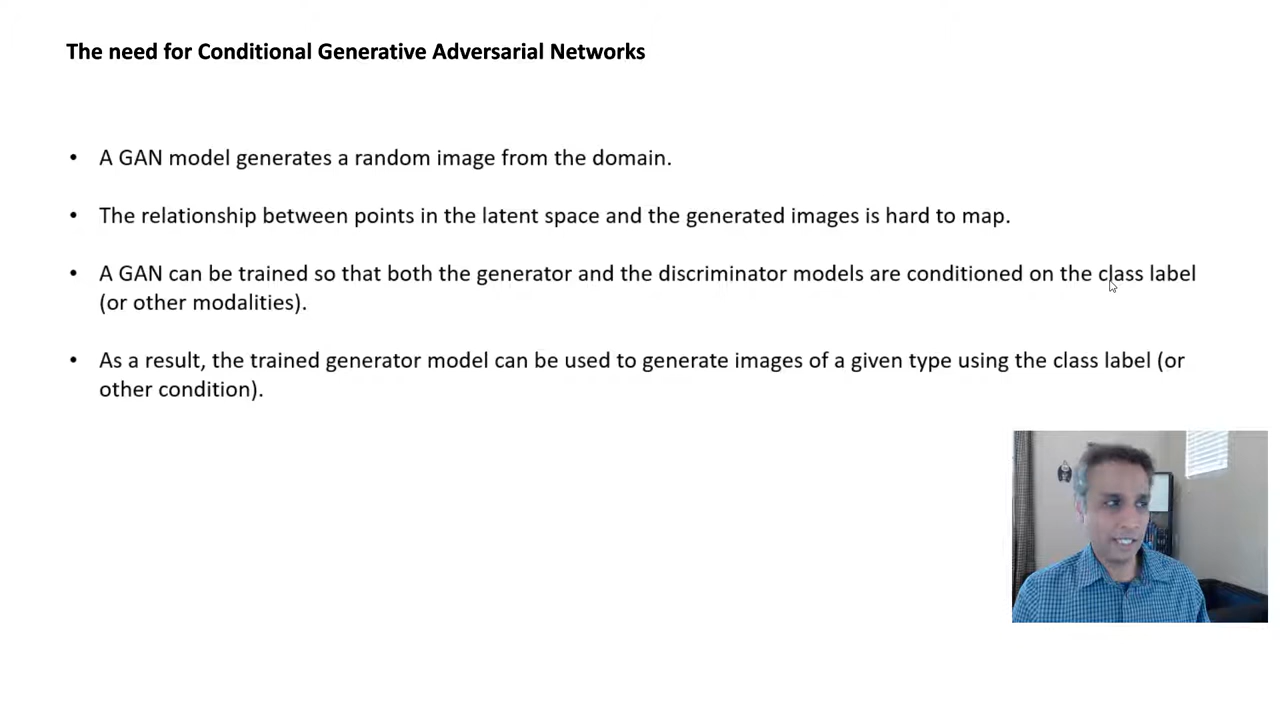 The need for Conditional Generative Adversarial Networks
• A GAN model generates a random image from the domain.
• The relationship between points in the latent space and the generated images is hard to map.
• A GAN can be trained so that both the generator and the discriminator models are conditioned on the class label
(or other modalities).
• As a result, the trained generator model can be used to generate images of a given type using the class label (or
other condition).